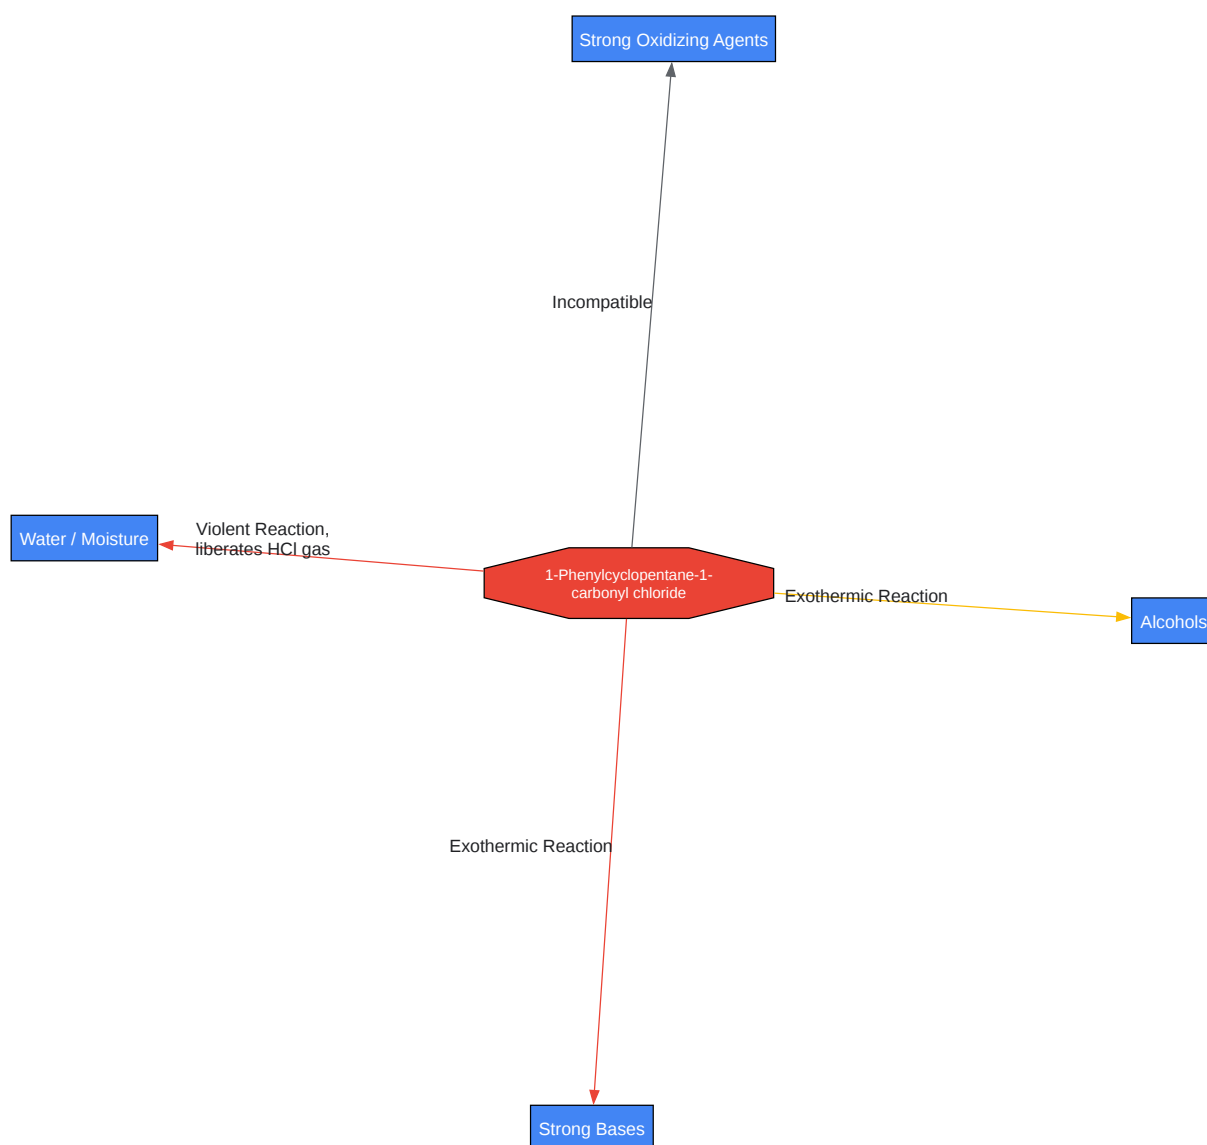 Strong Oxidizing Agents
Incompatible
Violent Reaction,
liberates HCl gas
Water / Moisture
1-Phenylcyclopentane-1-
carbonyl chloride
Exothermic Reaction
Alcohols
Exothermic Reaction
Strong Bases